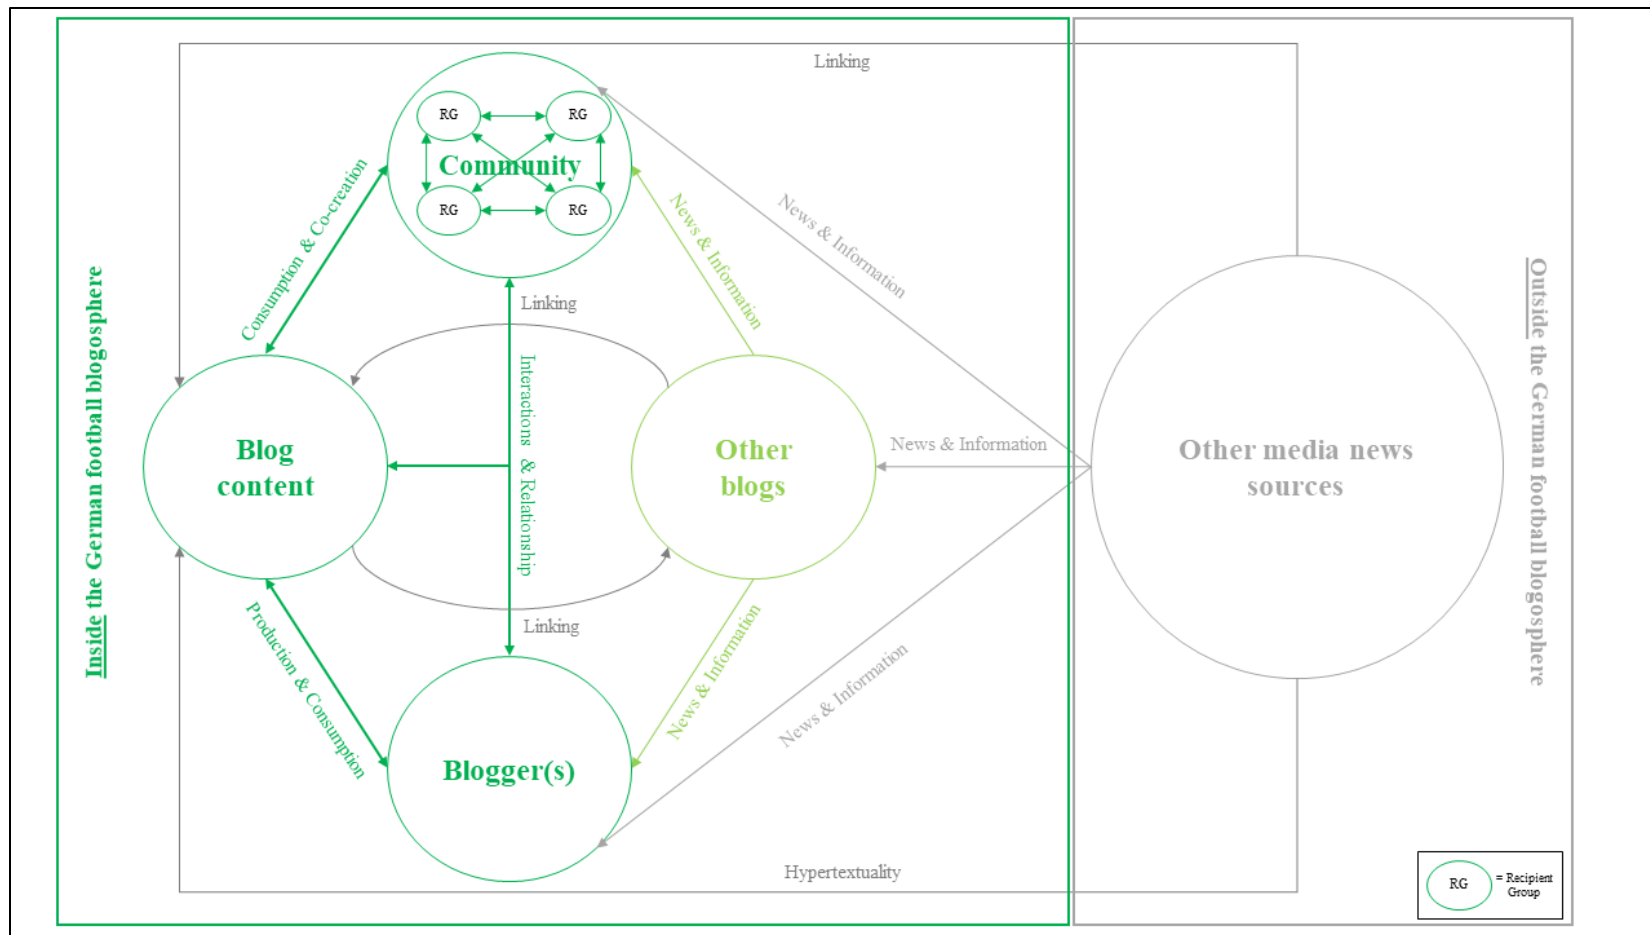 Linking
RG
RG
Community
RG
RG
Consumption & Co-creation
News & Information
News & Information
Linking
Inside the German football blogosphere
Outside the German football blogosphere
Interactions & Relationship
Blog
content
Other
blogs
News & Information
Other media news
sources
Linking
Production & Consumption
News & Information
News & Information
Blogger(s)
Hypertextuality
RG
= Recipient
Group